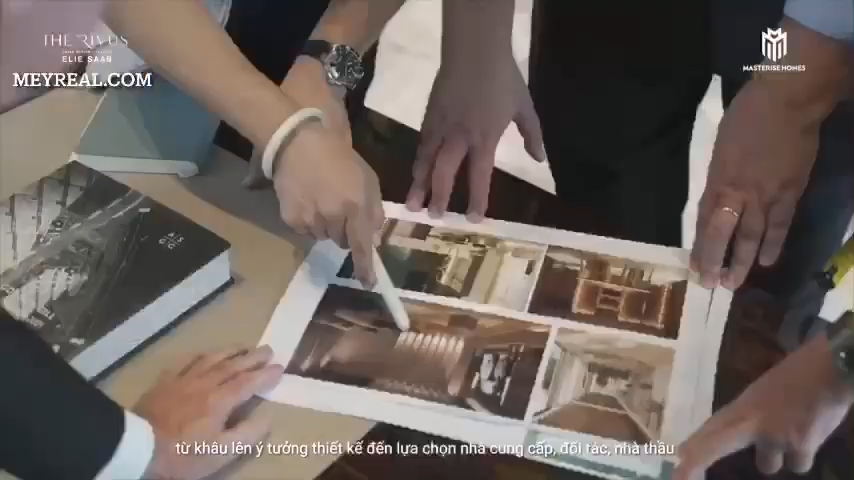 THE RIVUS
ELIE SAAB
MEYREAL.COM
MASTERISE HOMES
từ khâu lên ý tưởng thiết kế đến lựa chọn nhà cung cấp, đối tác, nhà thầu